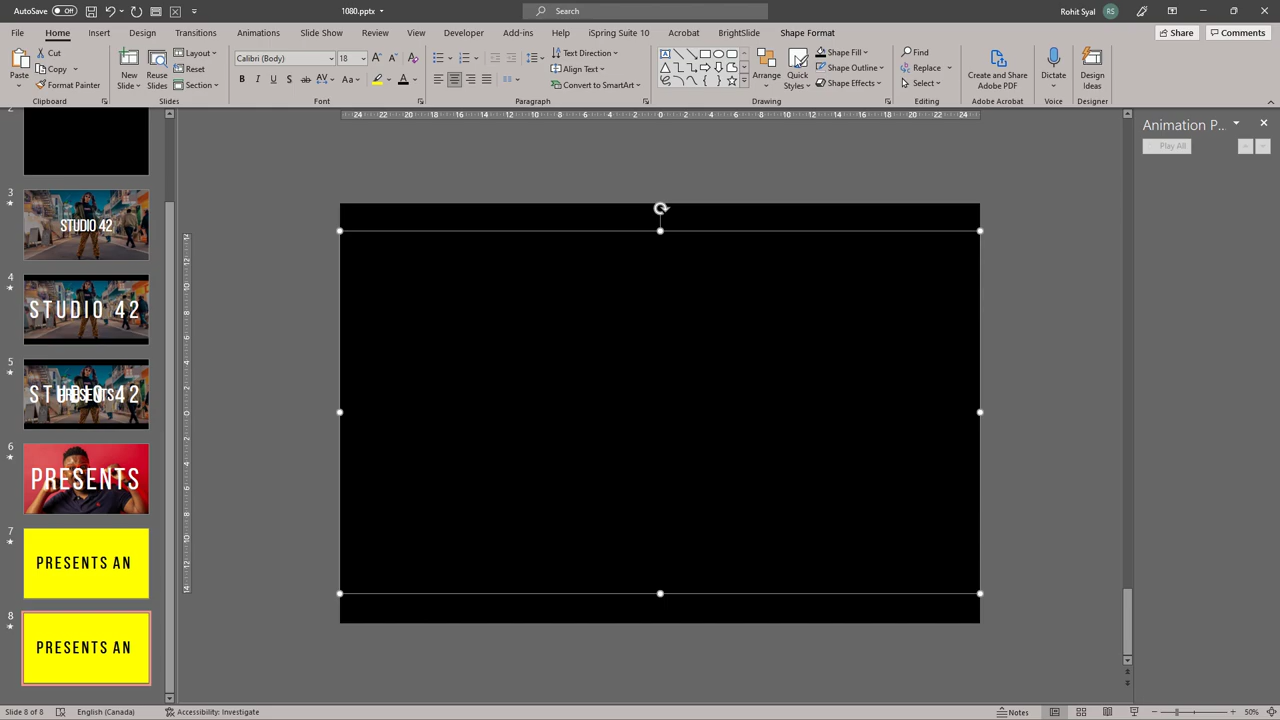 AutoSave Off
1080.pptx
Search
Rohit Syal RS
File Home Insert Design Transitions Animations Slide Show Review View Developer Add-ins Help iSpring Suite 10 Acrobat BrightSlide Shape Format Share Comments
Paste Cut Copy Format Painter
Clipboard
New Slide Reuse Slides Layout Reset Section
Slides
Calibri (Body) 18
Font
Text Direction Align Text Convert to SmartArt
Paragraph
Arrange Quick Styles Shape Fill Shape Outline Shape Effects
Drawing
Find Replace Select
Editing
Create and Share Adobe PDF
Adobe Acrobat
Dictate
Voice
Design Ideas
Designer
Animation P...
Play All
2
3
STUDIO 42
4
STUDIO 42
5
STUDIO 42
PRESENTS
6
PRESENTS
7
PRESENTS AN
8
PRESENTS AN
Slide 8 of 8 English (Canada) Accessibility: Investigate Notes 50%